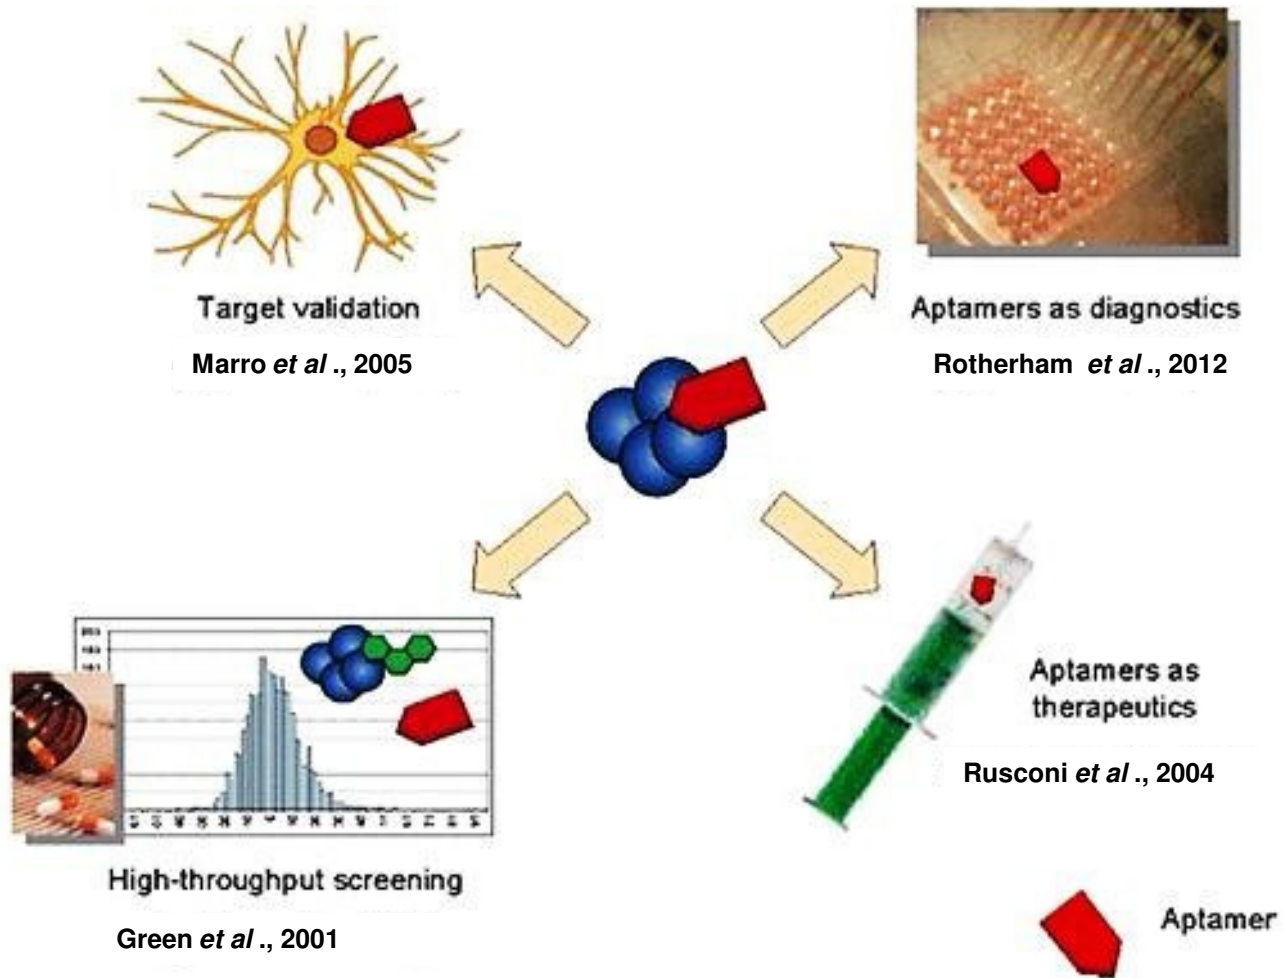 Target validation
Marro et al ., 2005
Aptamers as diagnostics
Rotherham et al ., 2012
Aptamers as
therapeutics
Rusconi et al ., 2004
High-throughput screening
Green et al ., 2001
Aptamer